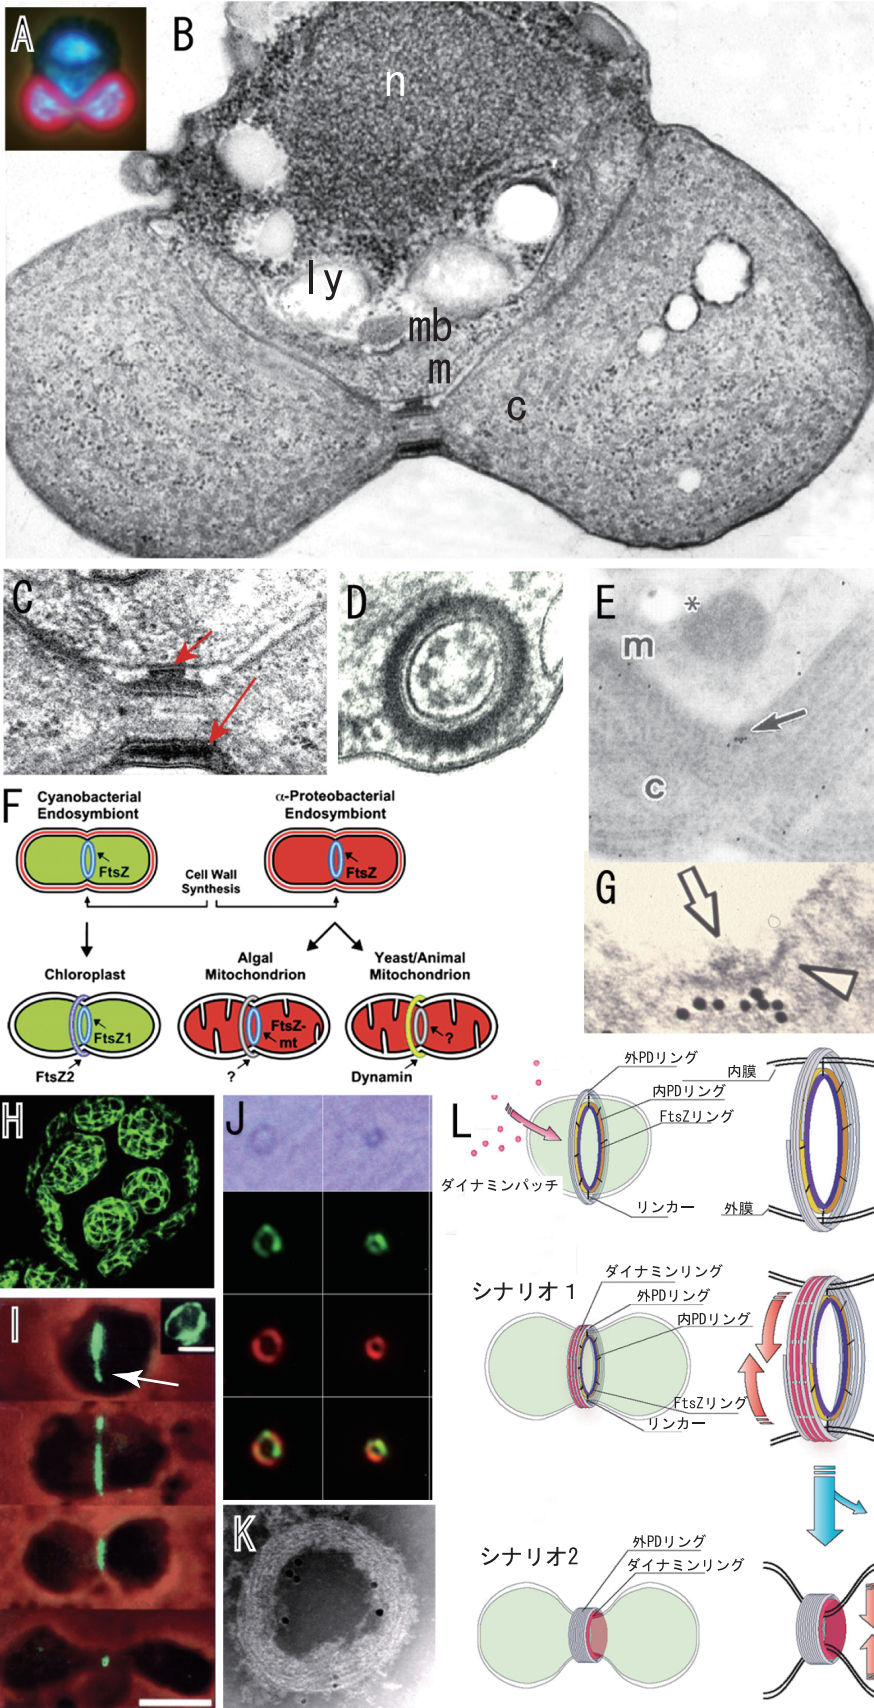 A
B
n
ly
mb
m
c
C
D
E
*
m
c
F
Cyanobacterial
Endosymbiont
α-Proteobacterial
Endosymbiont
FtsZ
FtsZ
Cell Wall
Synthesis
Chloroplast
Algal
Mitochondrion
Yeast/Animal
Mitochondrion
FtsZ1
FtsZ-
mt
?
FtsZ2
?
Dynamin
G
H
I
J
K
L
外PDリング
内膜
内PDリング
FtsZリング
ダイナミンパッチ
リンカー
外膜
シナリオ1
ダイナミンリング
外PDリング
内PDリング
FtsZリング
リンカー
シナリオ2
外PDリング
ダイナミンリング